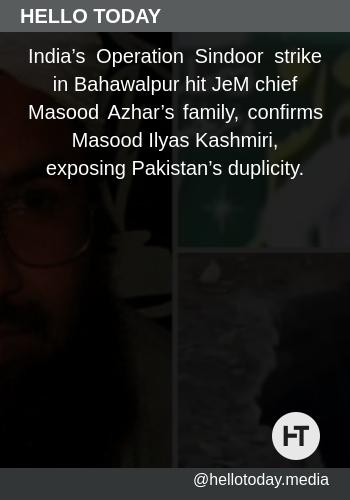 HELLO TODAY
India’s Operation Sindoor strike
in Bahawalpur hit JeM chief
Masood Azhar’s family, confirms
Masood Ilyas Kashmiri,
exposing Pakistan’s duplicity.
HT
@hellotoday.media